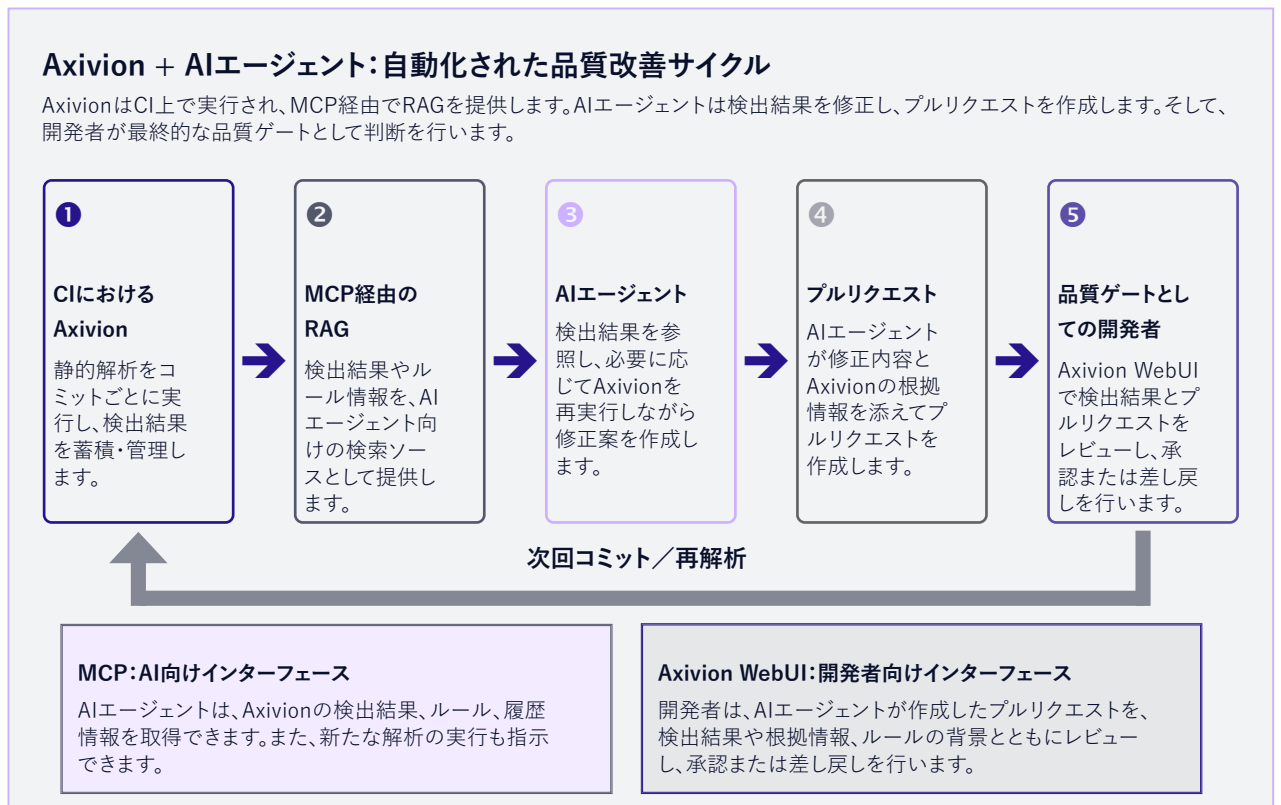 Axivion + AIエージェント：自動化された品質改善サイクル
AxivionはCI上で実行され、MCP経由でRAGを提供します。AIエージェントは検出結果を修正し、プルリクエストを作成します。そして、
開発者が最終的な品質ゲートとして判断を行います。
❶
CIにおける
Axivion
静的解析をコ
ミットごとに実
行し、検出結果
を蓄積・管理し
ます。
❷
MCP経由の
RAG
検出結果やル
ール情報を、AI
エージェント向
けの検索ソー
スとして提供し
ます。
❸
AIエージェント
検出結果を参
照し、必要に応
じてAxivionを
再実行しながら
修正案を作成し
ます。
❹
プルリクエスト
AIエージェント
が修正内容と
Axivionの根拠
情報を添えてプ
ルリクエストを
作成します。
❺
品質ゲートとし
ての開発者
Axivion WebUI
で検出結果とプ
ルリクエストを
レビューし、承
認または差し戻
しを行います。
次回コミット／再解析
MCP：AI向けインターフェース
AIエージェントは、Axivionの検出結果、ルール、履歴
情報を取得できます。また、新たな解析の実行も指示
できます。
Axivion WebUI：開発者向けインターフェース
開発者は、AIエージェントが作成したプルリクエストを、
検出結果や根拠情報、ルールの背景とともにレビュー
し、承認または差し戻しを行います。